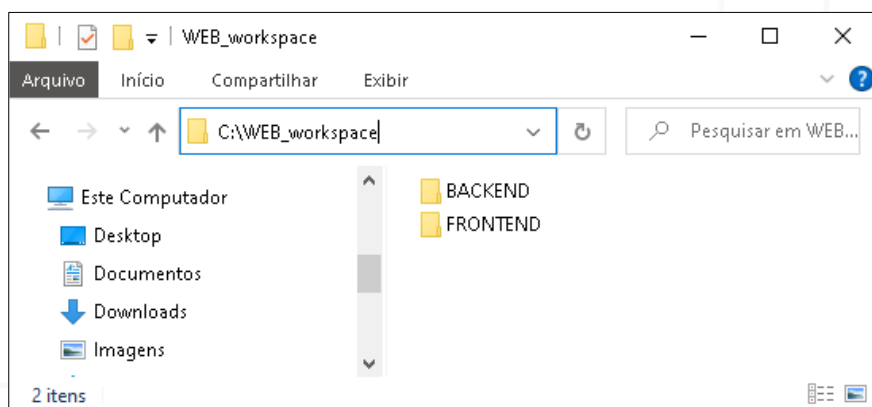 WEB_workspace
Arquivo Início Compartilhar Exibir
C:\WEB_workspace Pesquisar em WEB...
Este Computador
Desktop
Documentos
Downloads
Imagens
BACKEND
FRONTEND
2 itens